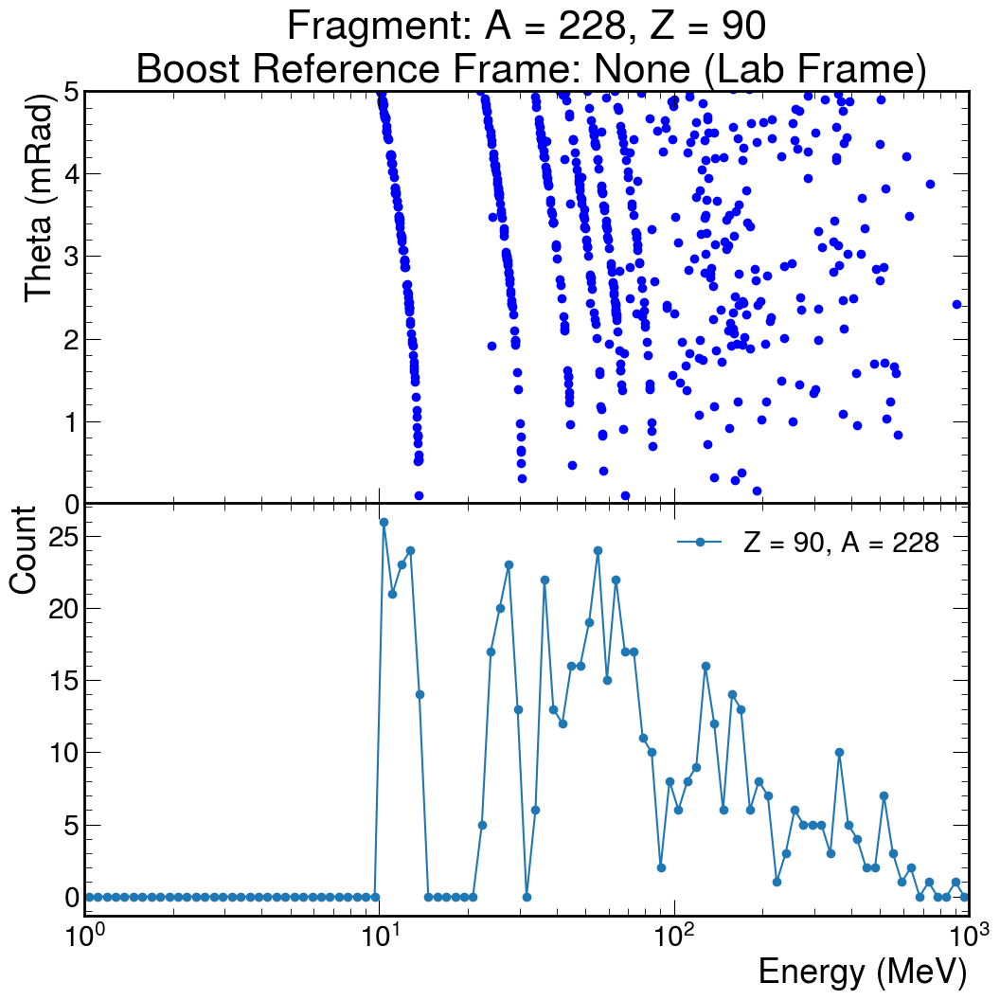 Fragment: A = 228, Z = 90
Boost Reference Frame: None (Lab Frame)
Theta (mRad)
5
4
3
2
1
0
Count
25
20
15
10
5
0
Z = 90, A = 228
10^0
10^1
10^2
10^3
Energy (MeV)